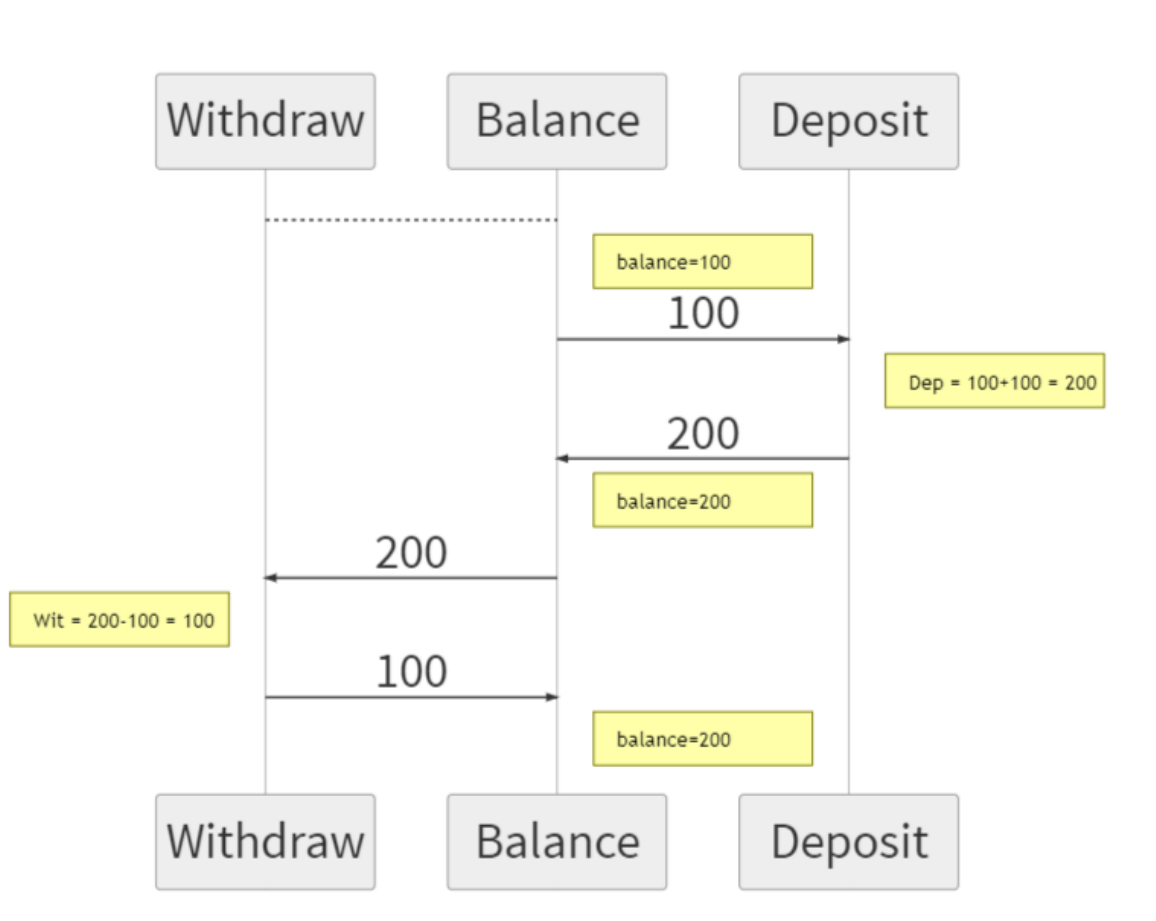 Withdraw
Balance
Deposit
balance=100
100
Dep = 100+100 = 200
200
balance=200
200
Wit = 200-100 = 100
100
balance=200
Withdraw
Balance
Deposit